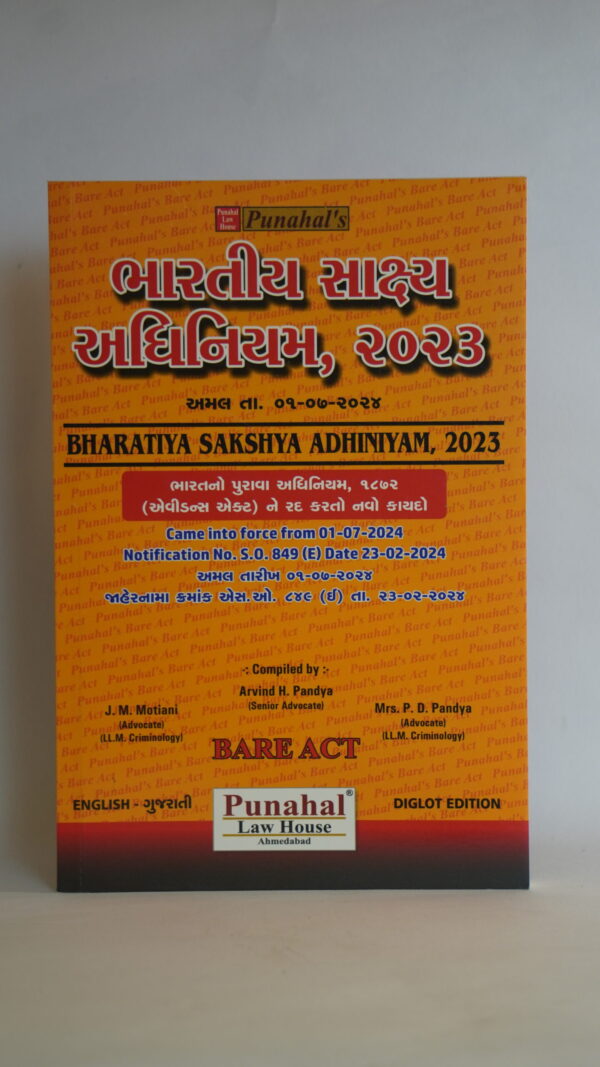 Punahal Law House
Punahal's
ભારતીય સાક્ષ્ય
અધિનિયમ, ૨૦૨૩
અમલ તા. ૦૧-૦૭-૨૦૨૪
BHARATIYA SAKSHYA ADHINIYAM, 2023
ભારતનો પુરાવા અધિનિયમ, ૧૮૭૨
(એવીડન્સ એક્ટ) ને રદ કરતો નવો કાયદો
Came into force from 01-07-2024
Notification No. S.O. 849 (E) Date 23-02-2024
અમલ તારીખ ૦૧-૦૭-૨૦૨૪
જાહેરનામા ક્રમાંક એસ.ઓ. ૮૪૯ (ઈ) તા. ૨૩-૦૨-૨૦૨૪
-: Compiled by :-
Arvind H. Pandya
(Senior Advocate)
J. M. Motiani
(Advocate)
(LL.M. Criminology)
Mrs. P. D. Pandya
(Advocate)
(LL.M. Criminology)
BARE ACT
ENGLISH - ગુજરાતી
Punahal®
Law House
Ahmedabad
DIGLOT EDITION